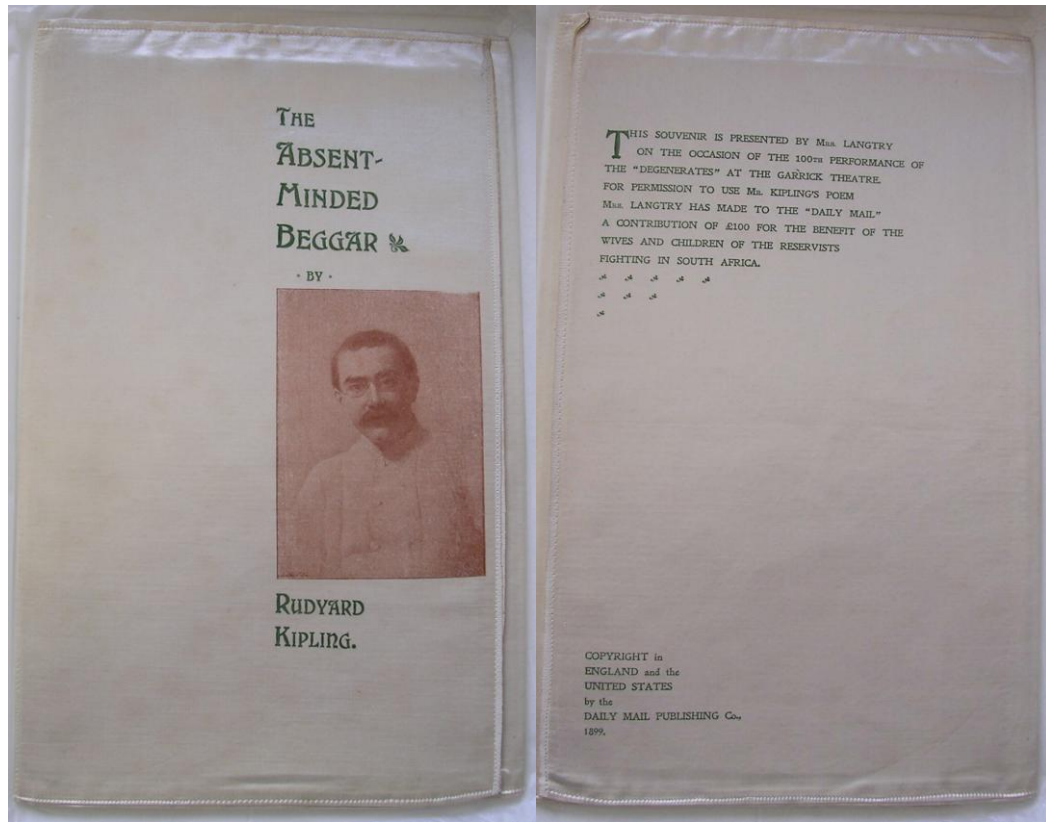 THE
ABSENT-
MINDED
BEGGAR
· BY ·
RUDYARD
KIPLING.
THIS SOUVENIR IS PRESENTED BY MRS. LANGTRY
ON THE OCCASION OF THE 100TH PERFORMANCE OF
THE "DEGENERATES" AT THE GARRICK THEATRE.
FOR PERMISSION TO USE MR. KIPLING'S POEM
MRS. LANGTRY HAS MADE TO THE "DAILY MAIL"
A CONTRIBUTION OF £100 FOR THE BENEFIT OF THE
WIVES AND CHILDREN OF THE RESERVISTS
FIGHTING IN SOUTH AFRICA.
COPYRIGHT in
ENGLAND and the
UNITED STATES
by the
DAILY MAIL PUBLISHING Co.,
1899.